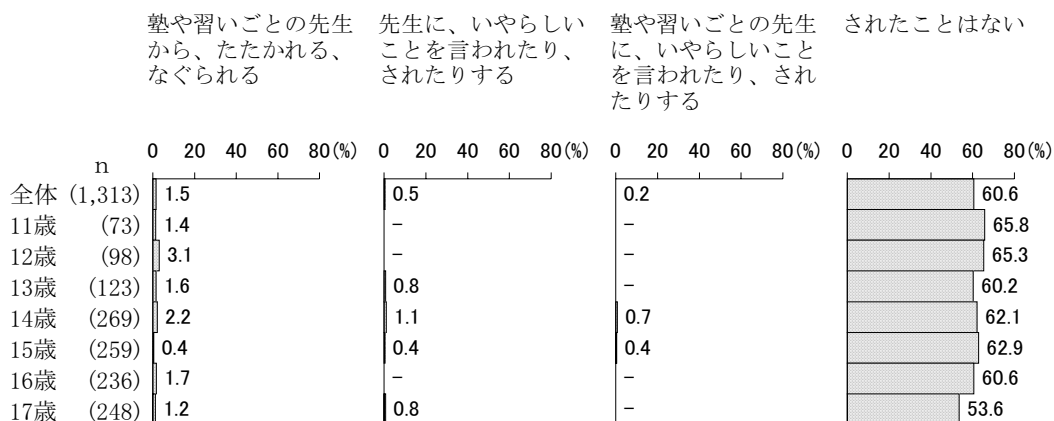 塾や習いごとの先生
から、たたかれる、
なぐられる
先生に、いやらしい
ことを言われたり、
されたりする
塾や習いごとの先生
に、いやらしいこと
を言われたり、され
たりする
されたことはない
n
0 20 40 60 80(%) 0 20 40 60 80(%) 0 20 40 60 80(%) 0 20 40 60 80(%)
全体 (1,313) 1.5 0.5 0.2 60.6
11歳 (73) 1.4 – – 65.8
12歳 (98) 3.1 – – 65.3
13歳 (123) 1.6 0.8 – 60.2
14歳 (269) 2.2 1.1 0.7 62.1
15歳 (259) 0.4 0.4 0.4 62.9
16歳 (236) 1.7 – – 60.6
17歳 (248) 1.2 0.8 – 53.6